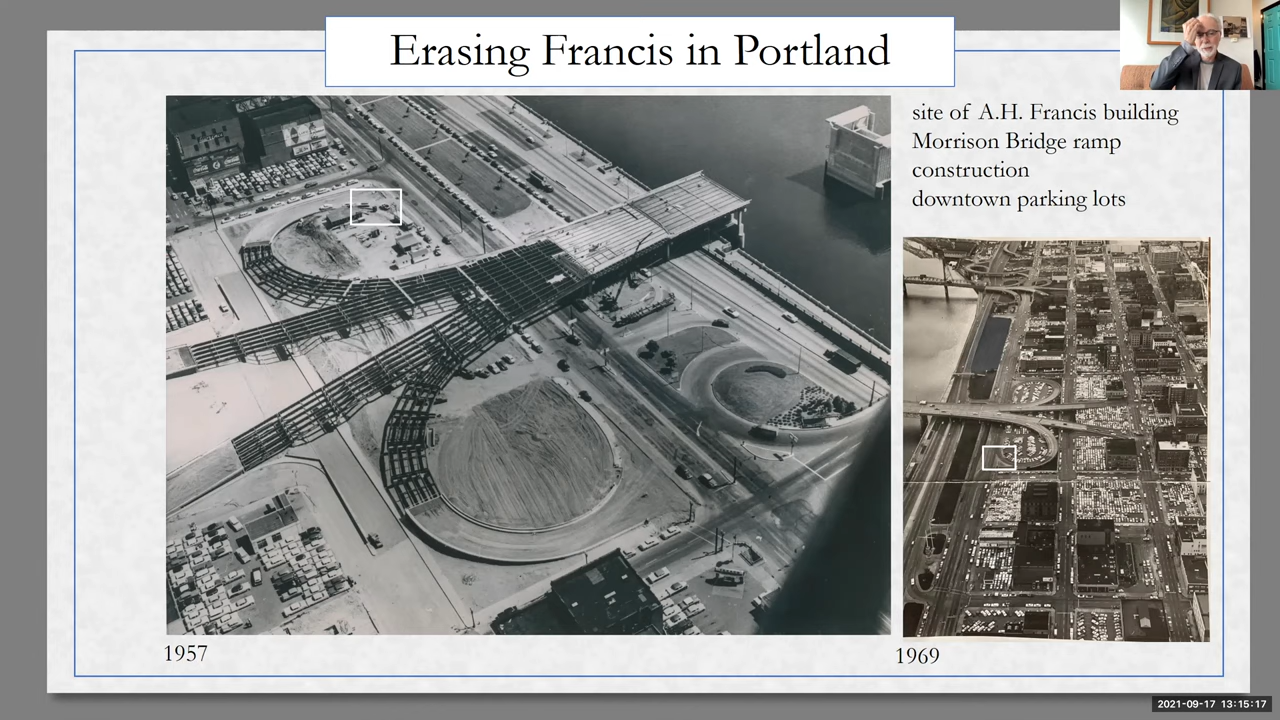 Erasing Francis in Portland
site of A.H. Francis building
Morrison Bridge ramp
construction
downtown parking lots
1957
1969
2021-09-17 13:15:17